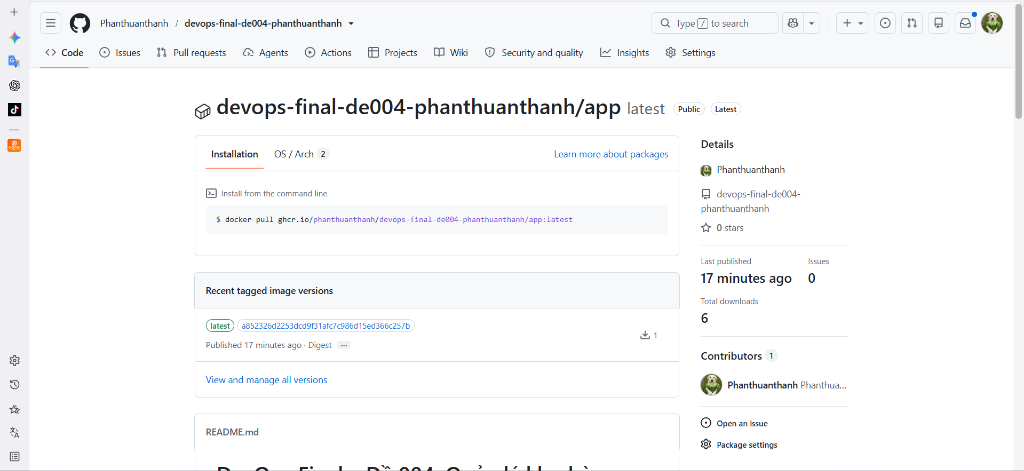 Phanthuanthanh / devops-final-de004-phanthuanthanh
Type / to search
Code
Issues
Pull requests
Agents
Actions
Projects
Wiki
Security and quality
Insights
Settings
devops-final-de004-phanthuanthanh/app latest Public Latest
Installation
OS / Arch 2
Learn more about packages
Install from the command line
$ docker pull ghcr.io/phanthuanthanh/devops-final-de004-phanthuanthanh/app:latest
Recent tagged image versions
latest a852326d2253dcd9f31afc7c986d15ed366c257b
Published 17 minutes ago · Digest ···
1
View and manage all versions
README.md
Details
Phanthuanthanh
devops-final-de004-
phanthuanthanh
0 stars
Last published
17 minutes ago
Issues
0
Total downloads
6
Contributors 1
Phanthuanthanh Phanthua...
Open an issue
Package settings